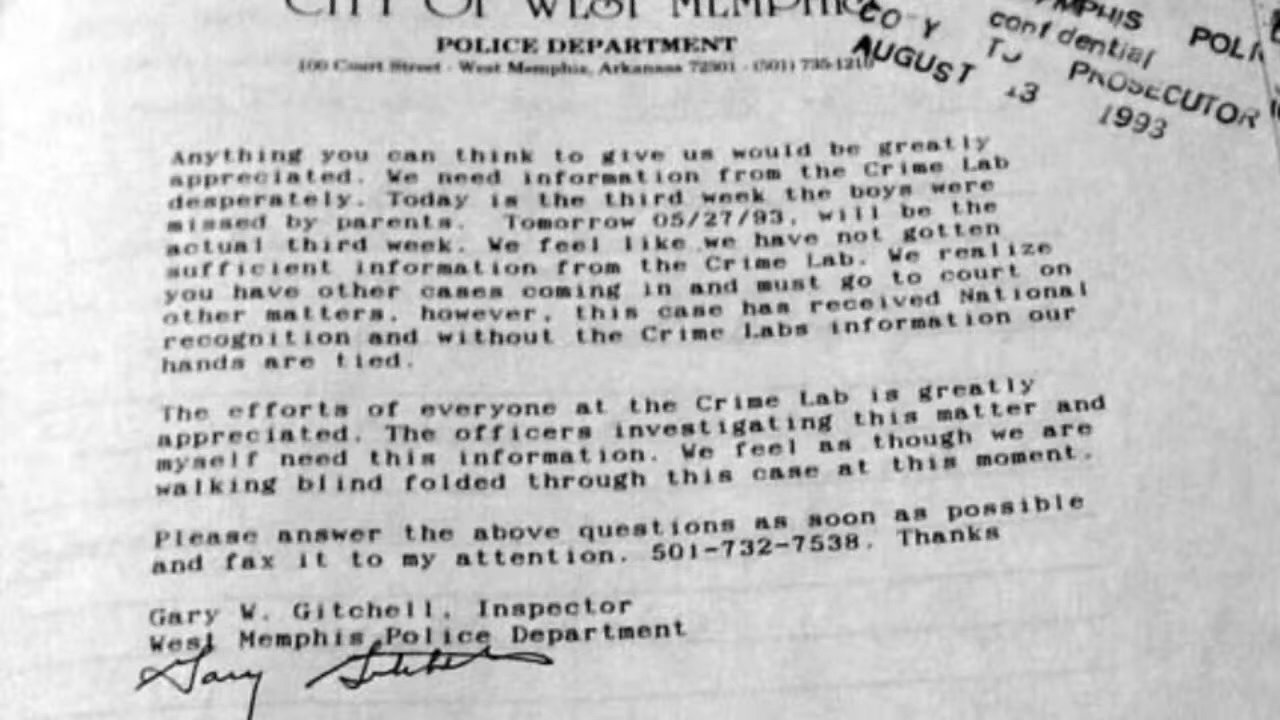 CITY OF WEST MEMPHIS
POLICE DEPARTMENT
100 Court Street - West Memphis, Arkansas 72301 - (501) 735-1210
MPHIS POLI
confidential
COPY TO PROSECUTOR
AUGUST 1993
Anything you can think to give us would be greatly
appreciated. We need information from the Crime Lab
desperately. Today is the third week the boys were
missed by parents. Tomorrow 05/27/93, will be the
actual third week. We feel like we have not gotten
sufficient information from the Crime Lab. We realize
you have other cases coming in and must go to court on
other matters, however, this case has received National
recognition and without the Crime Labs information our
hands are tied.
The efforts of everyone at the Crime Lab is greatly
appreciated. The officers investigating this matter and
myself need this information. We feel as though we are
walking blind folded through this case at this moment.
Please answer the above questions as soon as possible
and fax it to my attention. 501-732-7538. Thanks
Gary W. Gitchell, Inspector
West Memphis Police Department
Gary Gitchell